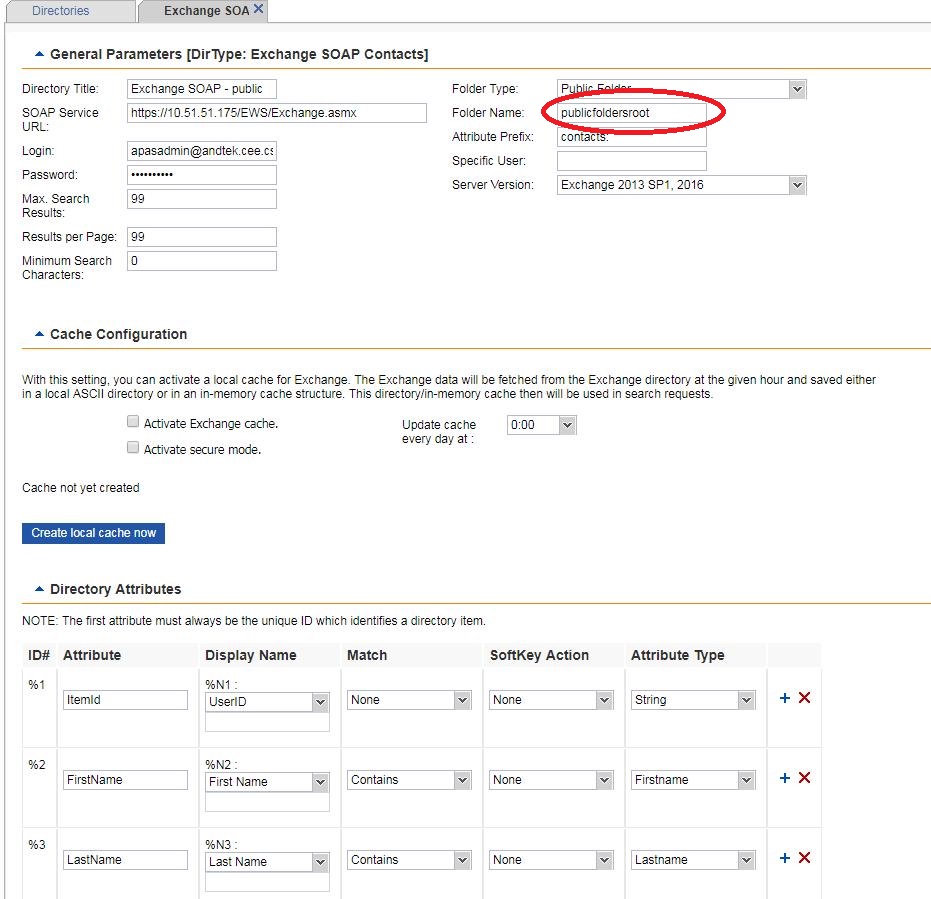 Directories Exchange SOA
General Parameters [DirType: Exchange SOAP Contacts]
Directory Title: Exchange SOAP - public Folder Type: Public Folder
SOAP Service URL: https://10.51.51.175/EWS/Exchange.asmx Folder Name: publicfoldersroot
Attribute Prefix: contacts:
Login: apasadmin@andtek.cee.cs Specific User:
Password: •••••••••• Server Version: Exchange 2013 SP1, 2016
Max. Search Results: 99
Results per Page: 99
Minimum Search Characters: 0
Cache Configuration
With this setting, you can activate a local cache for Exchange. The Exchange data will be fetched from the Exchange directory at the given hour and saved either
in a local ASCII directory or in an in-memory cache structure. This directory/in-memory cache then will be used in search requests.
Activate Exchange cache. Update cache every day at : 0:00
Activate secure mode.
Cache not yet created
Create local cache now
Directory Attributes
NOTE: The first attribute must always be the unique ID which identifies a directory item.
ID# Attribute Display Name Match SoftKey Action Attribute Type
%1 %N1 :
ItemId UserID None None String
%2 %N2 :
FirstName First Name Contains None Firstname
%3 %N3 :
LastName Last Name Contains None Lastname